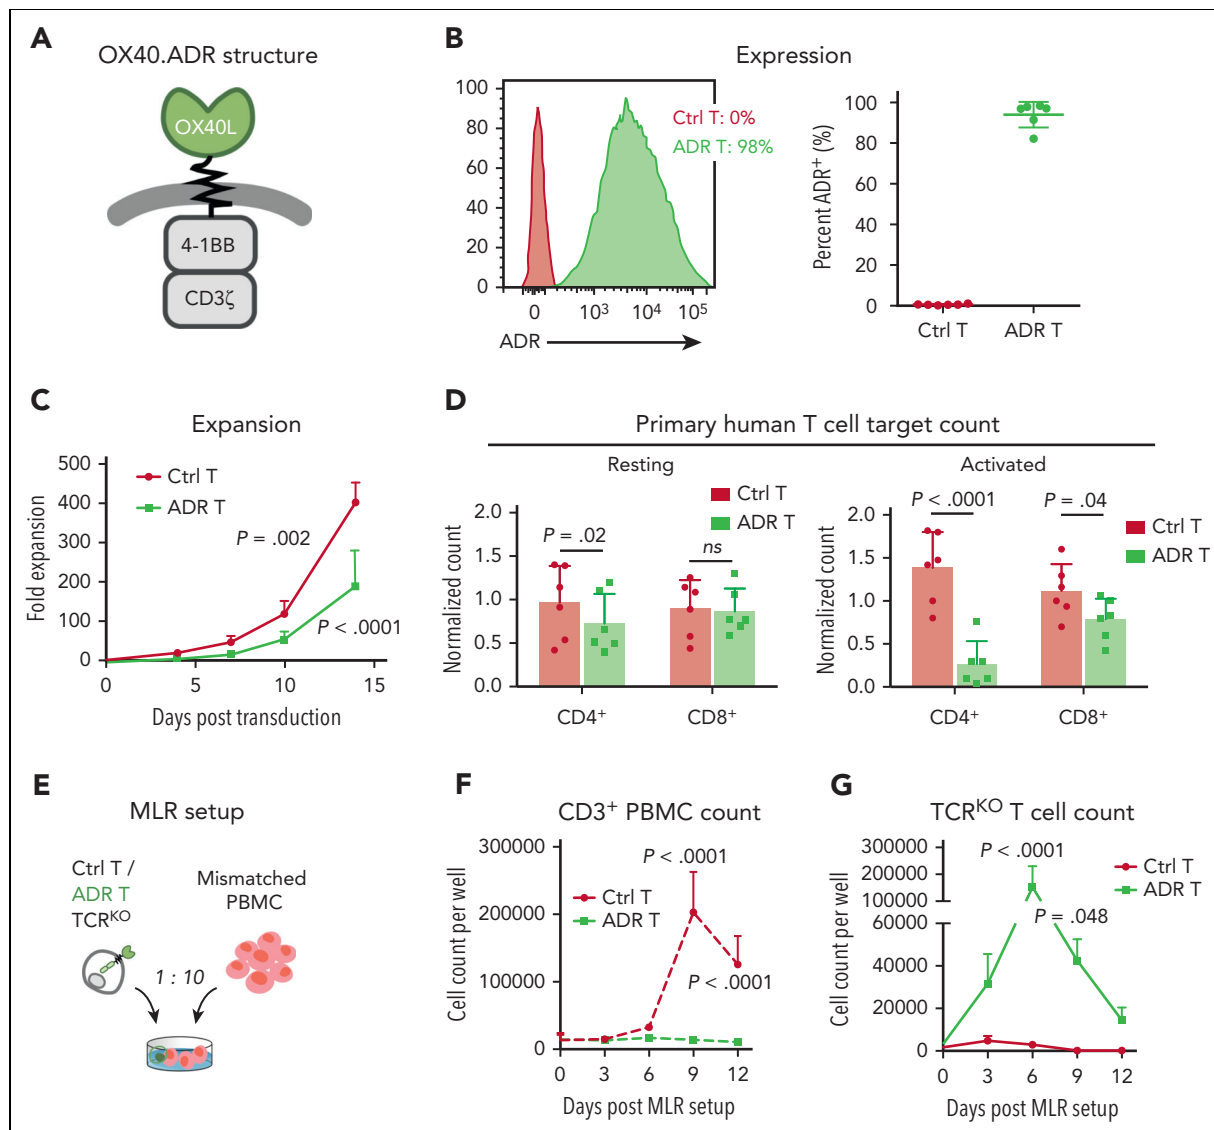 A
OX40.ADR structure
OX40L
4-1BB
CD3ζ
B
Expression
100
80
60
40
20
0
Ctrl T: 0%
ADR T: 98%
0 10³ 10⁴ 10⁵
ADR
Percent ADR⁺ (%)
100
80
60
40
20
0
Ctrl T ADR T
C
Expansion
Fold expansion
500
400
300
200
100
0
Ctrl T
ADR T
P = .002
P < .0001
0 5 10 15
Days post transduction
D
Primary human T cell target count
Resting
Normalized count
2.0
1.5
1.0
0.5
0.0
P = .02
ns
Ctrl T
ADR T
CD4⁺ CD8⁺
Activated
Normalized count
2.0
1.5
1.0
0.5
0.0
P < .0001
P = .04
Ctrl T
ADR T
CD4⁺ CD8⁺
E
MLR setup
Ctrl T /
ADR T
TCRᴷᴼ
Mismatched
PBMC
1 : 10
F
CD3⁺ PBMC count
Cell count per well
300000
200000
100000
0
P < .0001
Ctrl T
ADR T
P < .0001
0 3 6 9 12
Days post MLR setup
G
TCRᴷᴼ T cell count
Cell count per well
300000
200000
100000
60000
40000
20000
0
P < .0001
P = .048
Ctrl T
ADR T
0 3 6 9 12
Days post MLR setup